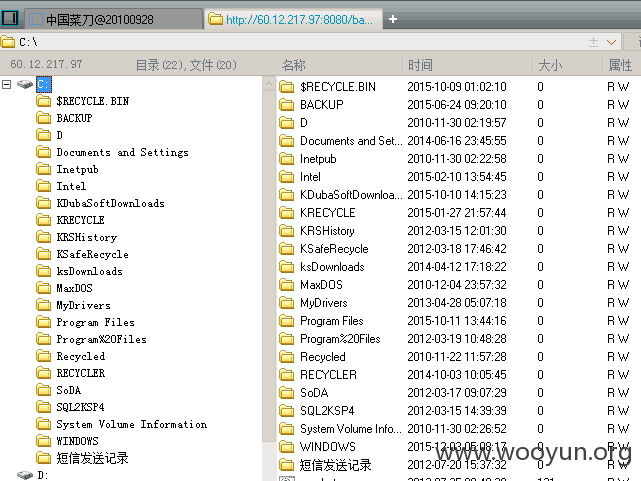 中国菜刀@20100928
http://60.12.217.97:8080/ba...
C:\
60.12.217.97 目录(22),文件(20) 名称 时间 大小 属性
C:
$RECYCLE.BIN
BACKUP
D
Documents and Settings
Inetpub
Intel
KDubaSoftDownloads
KRECYCLE
KRSHistory
KSafeRecycle
ksDownloads
MaxDOS
MyDrivers
Program Files
Program%20Files
Recycled
RECYCLER
SoDA
SQL2KSP4
System Volume Information
WINDOWS
短信发送记录
D:
$RECYCLE.BIN 2015-10-09 01:02:10 0 R W
BACKUP 2015-06-24 09:20:10 0 R W
D 2010-11-30 02:19:57 0 R W
Documents and Set... 2014-06-16 23:45:55 0 R W
Inetpub 2010-11-30 02:22:58 0 R W
Intel 2015-02-10 13:54:45 0 R W
KDubaSoftDownloa... 2015-10-10 14:15:23 0 R W
KRECYCLE 2015-01-27 21:57:44 0 R W
KRSHistory 2012-03-15 12:01:30 0 R W
KSafeRecycle 2012-03-18 17:46:42 0 R W
ksDownloads 2014-04-12 17:18:22 0 R W
MaxDOS 2010-12-04 23:57:32 0 R W
MyDrivers 2013-04-28 05:07:18 0 R W
Program Files 2015-10-11 13:44:16 0 R W
Program%20Files 2012-03-19 10:48:28 0 R W
Recycled 2010-11-22 11:57:28 0 R W
RECYCLER 2014-10-03 10:05:45 0 R W
SoDA 2012-03-17 09:07:29 0 R W
SQL2KSP4 2012-03-15 14:39:39 0 R W
System Volume Info... 2010-11-30 02:26:52 0 R W
WINDOWS 2015-12-03 05:08:17 0 R W
短信发送记录 2012-07-20 15:37:32 0 R W
www.wooyun.org